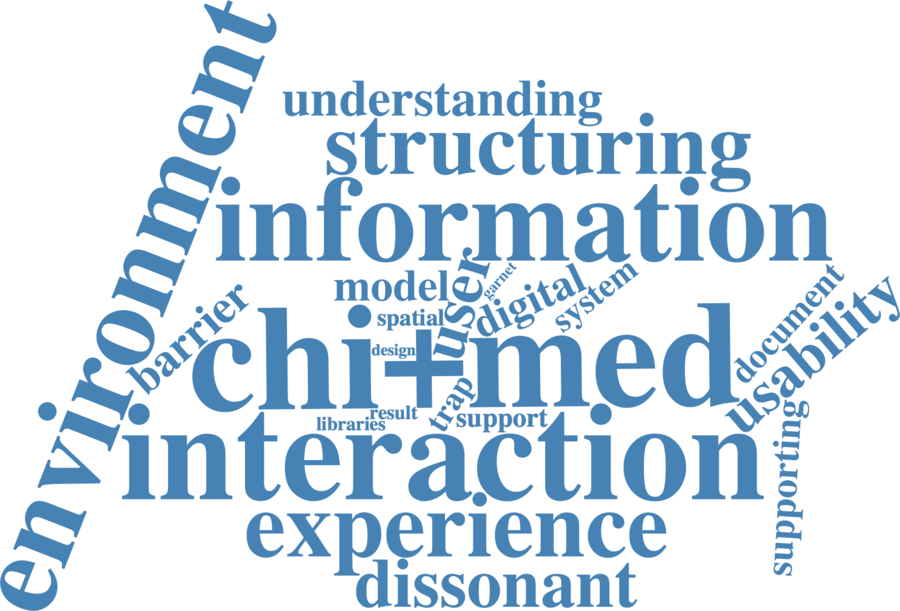 environment
understanding
structuring
information
model
user
garnet
digital
system
document
usability
barrier
spatial
chi+med
design
trap
result
support
libraries
supporting
interaction
experience
dissonant